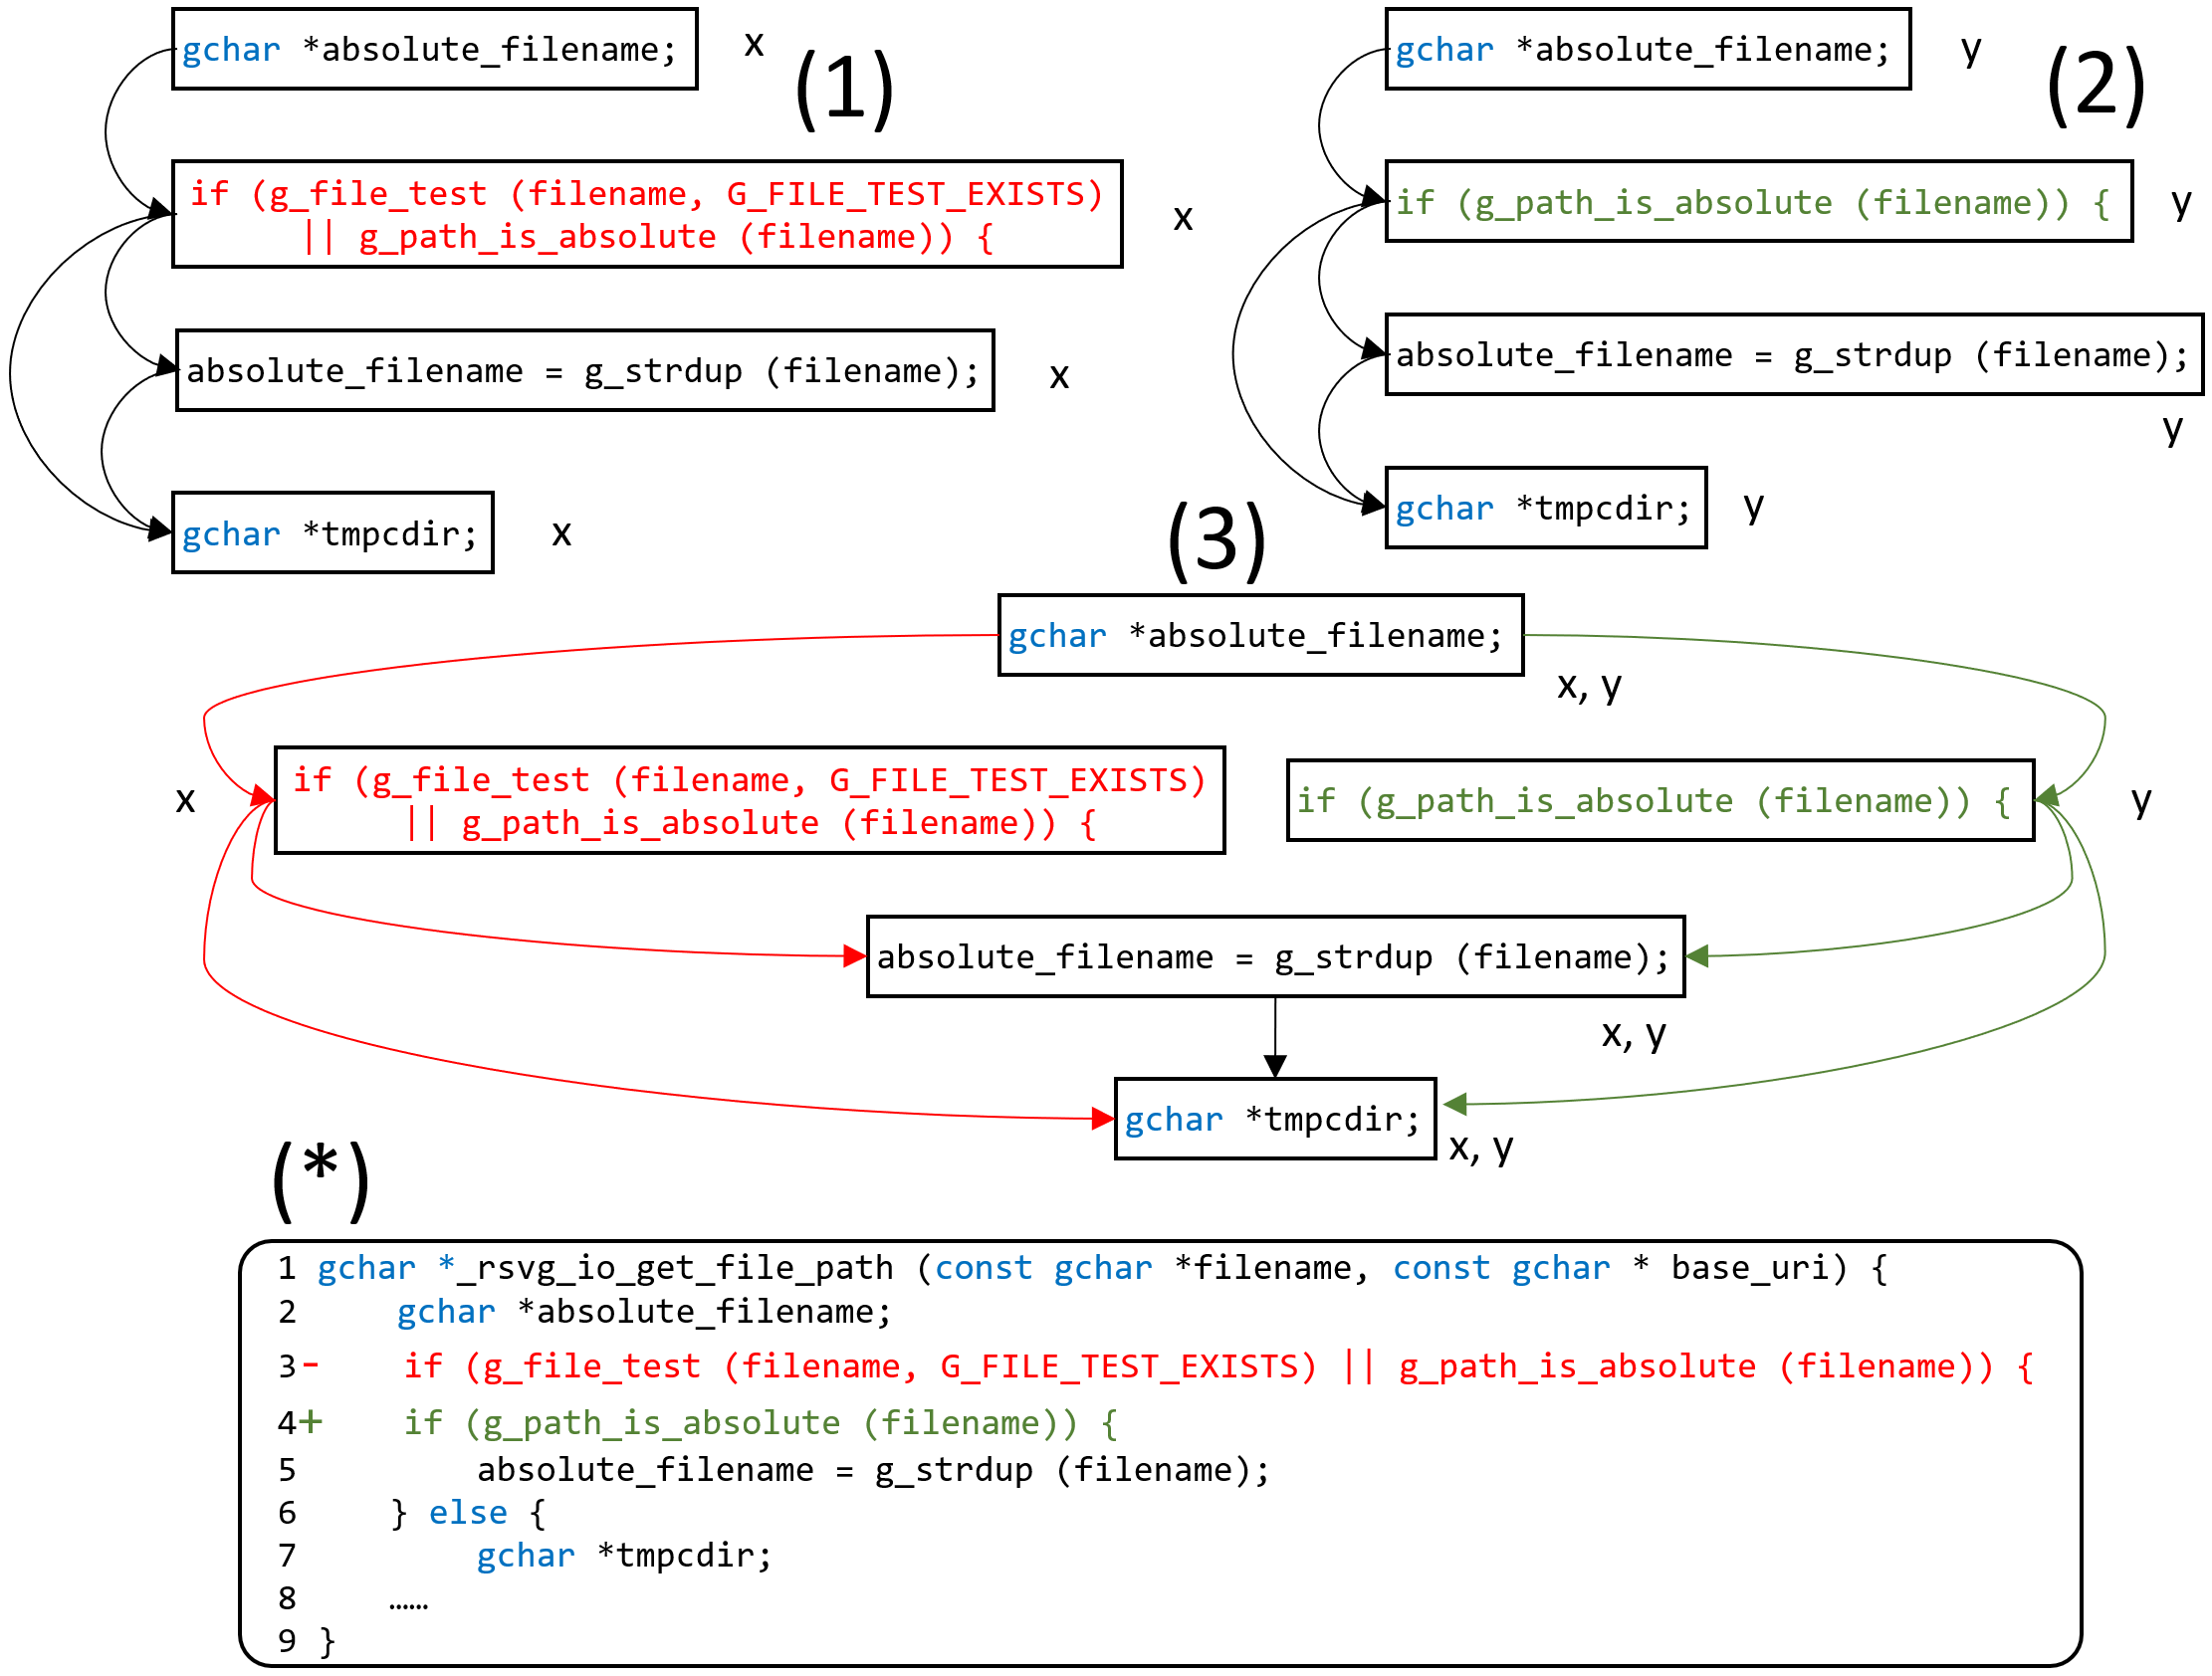 gchar *absolute_filename;
x
(1)
if (g_file_test (filename, G_FILE_TEST_EXISTS)
|| g_path_is_absolute (filename)) {
x
absolute_filename = g_strdup (filename);
x
gchar *tmpcdir;
x
gchar *absolute_filename;
y
(2)
if (g_path_is_absolute (filename)) {
y
absolute_filename = g_strdup (filename);
y
gchar *tmpcdir;
y
(3)
gchar *absolute_filename;
x, y
x
if (g_file_test (filename, G_FILE_TEST_EXISTS)
|| g_path_is_absolute (filename)) {
if (g_path_is_absolute (filename)) {
y
absolute_filename = g_strdup (filename);
x, y
gchar *tmpcdir;
x, y
(*)
1 gchar *_rsvg_io_get_file_path (const gchar *filename, const gchar * base_uri) {
2 gchar *absolute_filename;
3 - if (g_file_test (filename, G_FILE_TEST_EXISTS) || g_path_is_absolute (filename)) {
4 + if (g_path_is_absolute (filename)) {
5 absolute_filename = g_strdup (filename);
6 } else {
7 gchar *tmpcdir;
8 ……
9 }